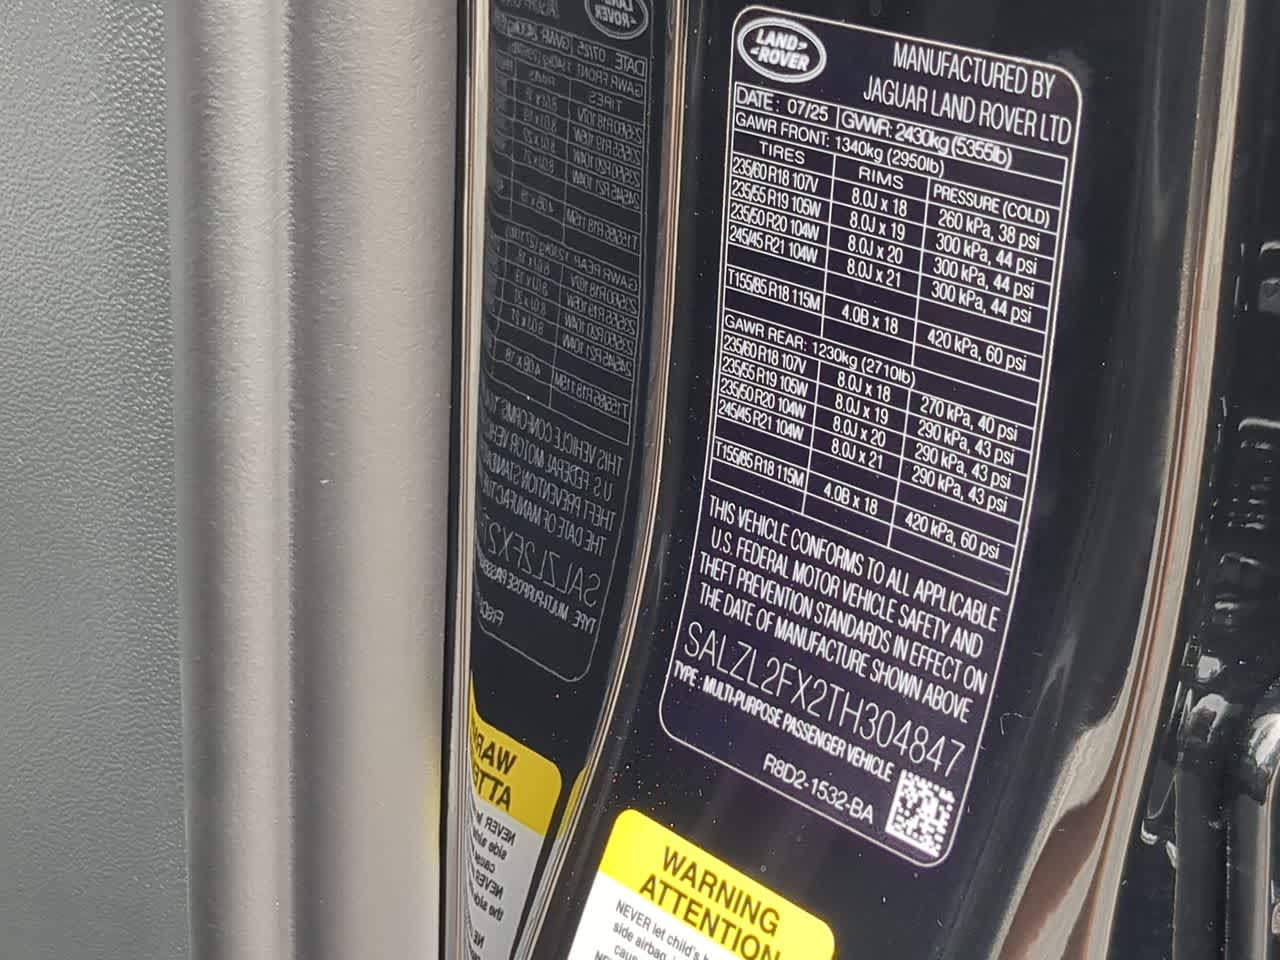 LAND ROVER
MANUFACTURED BY
JAGUAR LAND ROVER LTD
DATE: 07/25 GVWR: 2430kg (5355lb)
GAWR FRONT: 1340kg (2950lb)
TIRES RIMS PRESSURE (COLD)
235/60 R18 107V 8.0J x 18 260 kPa, 38 psi
235/55 R19 105W 8.0J x 19 300 kPa, 44 psi
235/50 R20 104W 8.0J x 20 300 kPa, 44 psi
245/45 R21 104W 8.0J x 21 300 kPa, 44 psi
T155/85 R18 115M 4.0B x 18 420 kPa, 60 psi
GAWR REAR: 1230kg (2710lb)
235/60 R18 107V 8.0J x 18 270 kPa, 40 psi
235/55 R19 105W 8.0J x 19 290 kPa, 43 psi
235/50 R20 104W 8.0J x 20 290 kPa, 43 psi
245/45 R21 104W 8.0J x 21 290 kPa, 43 psi
T155/85 R18 115M 4.0B x 18 420 kPa, 60 psi
THIS VEHICLE CONFORMS TO ALL APPLICABLE
U.S. FEDERAL MOTOR VEHICLE SAFETY AND
THEFT PREVENTION STANDARDS IN EFFECT ON
THE DATE OF MANUFACTURE SHOWN ABOVE
SALZL2FX2TH304847
TYPE: MULTI-PURPOSE PASSENGER VEHICLE
R8D2-1532-BA
WARNING
ATTENTION
NEVER let child's
side airbag